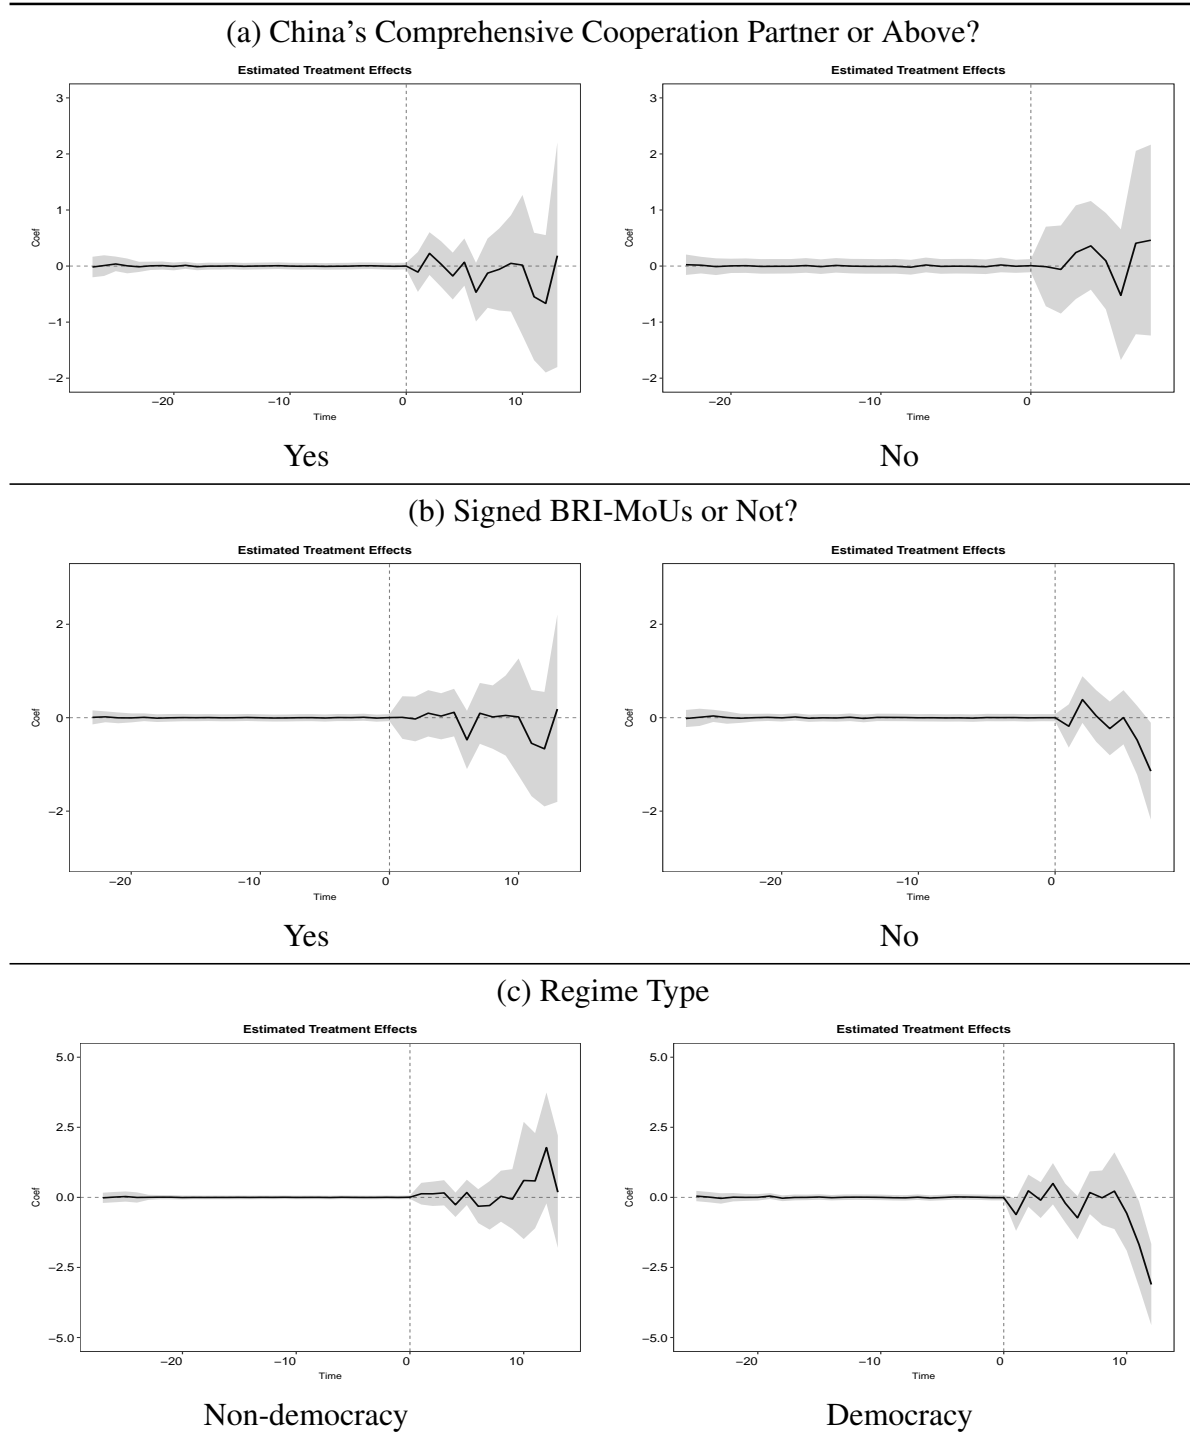 (a) China's Comprehensive Cooperation Partner or Above?
Estimated Treatment Effects
3
2
1
0
−1
−2
Coef
−20
−10
0
10
Time
Yes
Estimated Treatment Effects
3
2
1
0
−1
−2
Coef
−20
−10
0
Time
No
(b) Signed BRI-MoUs or Not?
Estimated Treatment Effects
2
0
−2
Coef
−20
−10
0
10
Time
Yes
Estimated Treatment Effects
2
0
−2
Coef
−20
−10
0
Time
No
(c) Regime Type
Estimated Treatment Effects
5.0
2.5
0.0
−2.5
−5.0
Coef
−20
−10
0
10
Time
Non-democracy
Estimated Treatment Effects
5.0
2.5
0.0
−2.5
−5.0
Coef
−20
−10
0
10
Time
Democracy